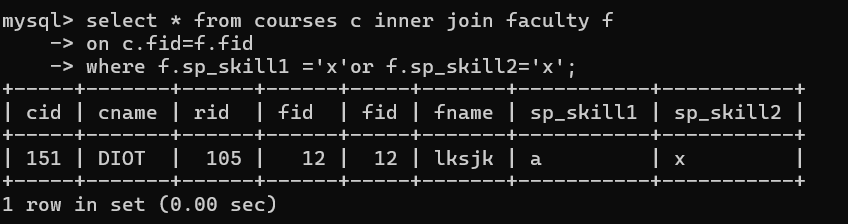 mysql> select * from courses c inner join faculty f
    -> on c.fid=f.fid
    -> where f.sp_skill1 ='x'or f.sp_skill2='x';
+-----+-------+------+-----+-----+-------+-----------+-----------+
| cid | cname | rid  | fid | fid | fname | sp_skill1 | sp_skill2 |
+-----+-------+------+-----+-----+-------+-----------+-----------+
| 151 | DIOT  |  105 |  12 |  12 | lksjk | a         | x         |
+-----+-------+------+-----+-----+-------+-----------+-----------+
1 row in set (0.00 sec)